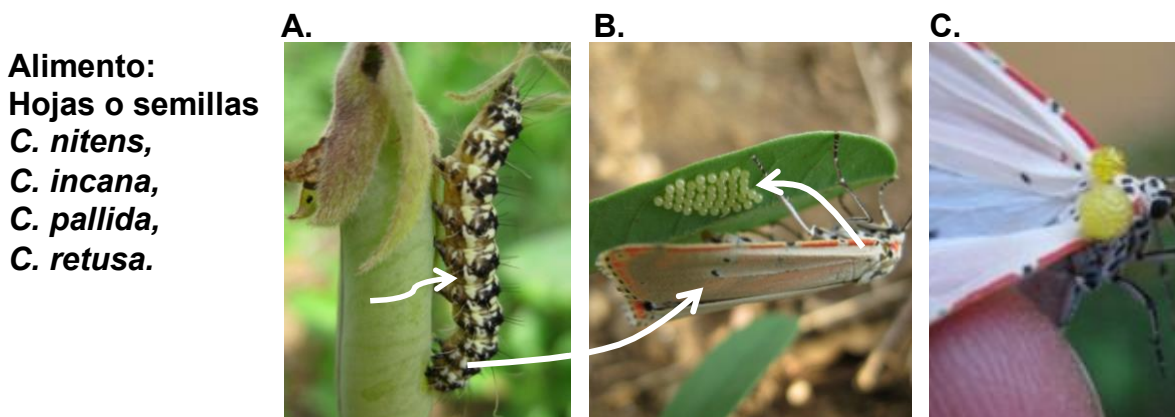 A.
B.
C.
Alimento:
Hojas o semillas
C. nitens,
C. incana,
C. pallida,
C. retusa.